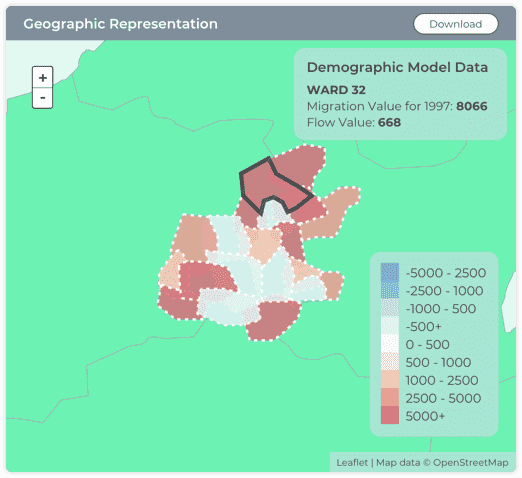 Geographic Representation
Download
+
-
Demographic Model Data
WARD 32
Migration Value for 1997: 8066
Flow Value: 668
-5000 - 2500
-2500 - 1000
-1000 - 500
-500+
0 - 500
500 - 1000
1000 - 2500
2500 - 5000
5000+
Leaflet | Map data © OpenStreetMap